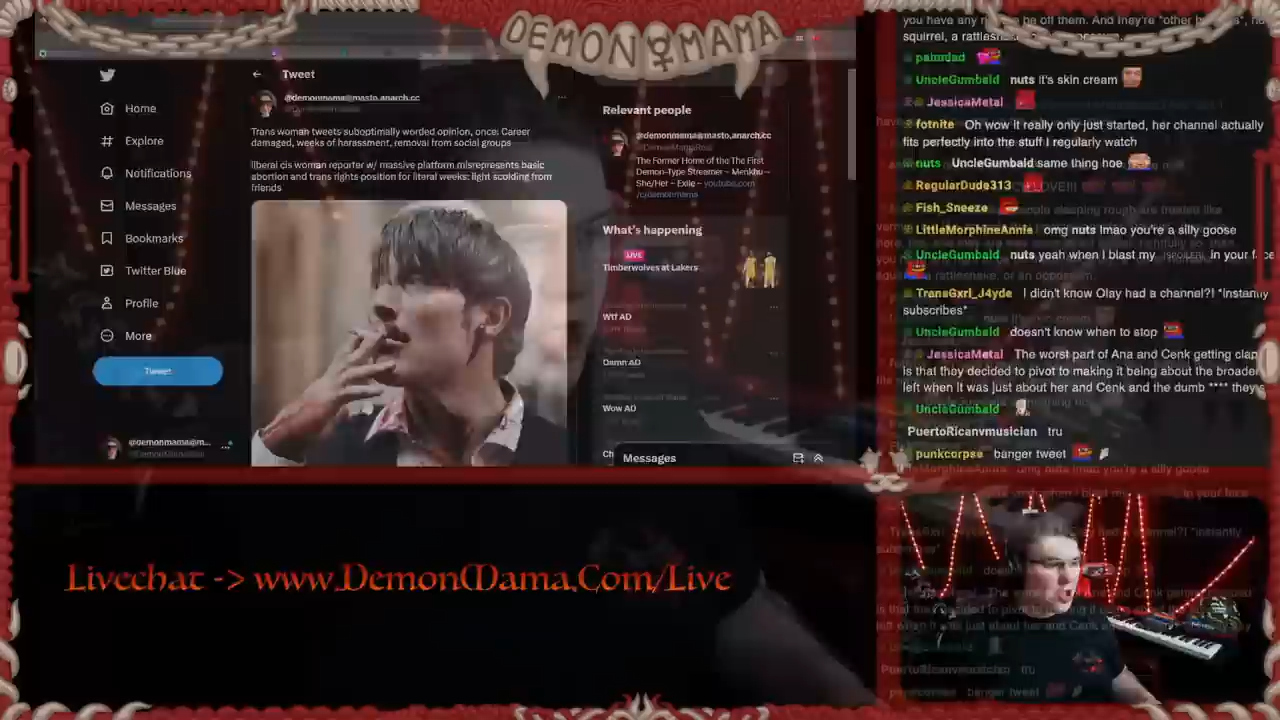 DEMON MAMA
Tweet
Home
Explore
Notifications
Messages
Bookmarks
Twitter Blue
Profile
More
Tweet
@demonmama@m...
@demonmama@masto.anarch.cc
Trans woman tweets suboptimally worded opinion, once: Career
damaged, weeks of harassment, removal from social groups
liberal cis woman reporter w/ massive platform misrepresents basic
abortion and trans rights position for literal weeks: light scolding from
friends
Relevant people
@demonmama@masto.anarch.cc
The Former Home of the The First
Demon-Type Streamer ~ Menkhu ~
She/Her ~ Exile ~ youtube.com
/c/demonmama
What's happening
LIVE
Timberwolves at Lakers
Wtf AD
Damn AD
Wow AD
Messages
squirrel, a
palmdad
UncleGumbald nuts it's skin cream
JessicaMetal
fotnite Oh wow it really only just started, her channel actually
fits perfectly into the stuff I regularly watch
nuts UncleGumbald same thing hoe
RegularDude313
Fish_Sneeze
LittleMorphineAnnie omg nuts lmao you're a silly goose
UncleGumbald nuts yeah when I blast my (SPOILER) in your face
TransGxrl_J4yde I didn't know Olay had a channel?! *instantly
subscribes*
UncleGumbald doesn't know when to stop
JessicaMetal The worst part of Ana and Cenk getting clap
is that they decided to pivot to making it being about the broader
left when it was just about her and Cenk and the dumb **** they
UncleGumbald
PuertoRicanvmusician tru
punkcorpse banger tweet
Livechat -> www.DemonMama.Com/Live